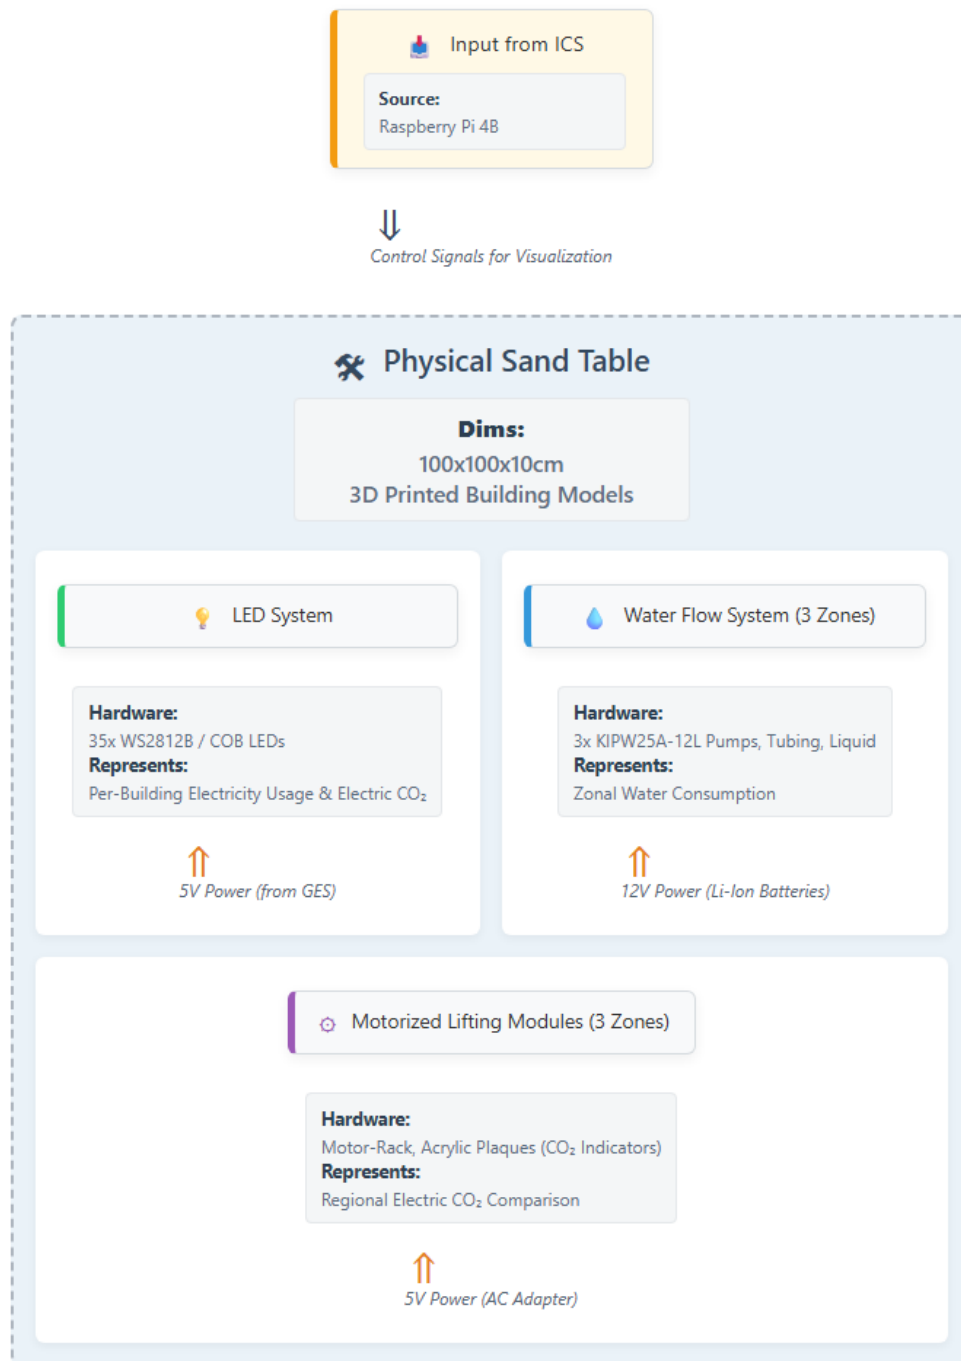 Input from ICS
Source:
Raspberry Pi 4B
Control Signals for Visualization
Physical Sand Table
Dims:
100x100x10cm
3D Printed Building Models
LED System
Hardware:
35x WS2812B / COB LEDs
Represents:
Per-Building Electricity Usage & Electric CO₂
5V Power (from GES)
Water Flow System (3 Zones)
Hardware:
3x KIPW25A-12L Pumps, Tubing, Liquid
Represents:
Zonal Water Consumption
12V Power (Li-Ion Batteries)
Motorized Lifting Modules (3 Zones)
Hardware:
Motor-Rack, Acrylic Plaques (CO₂ Indicators)
Represents:
Regional Electric CO₂ Comparison
5V Power (AC Adapter)